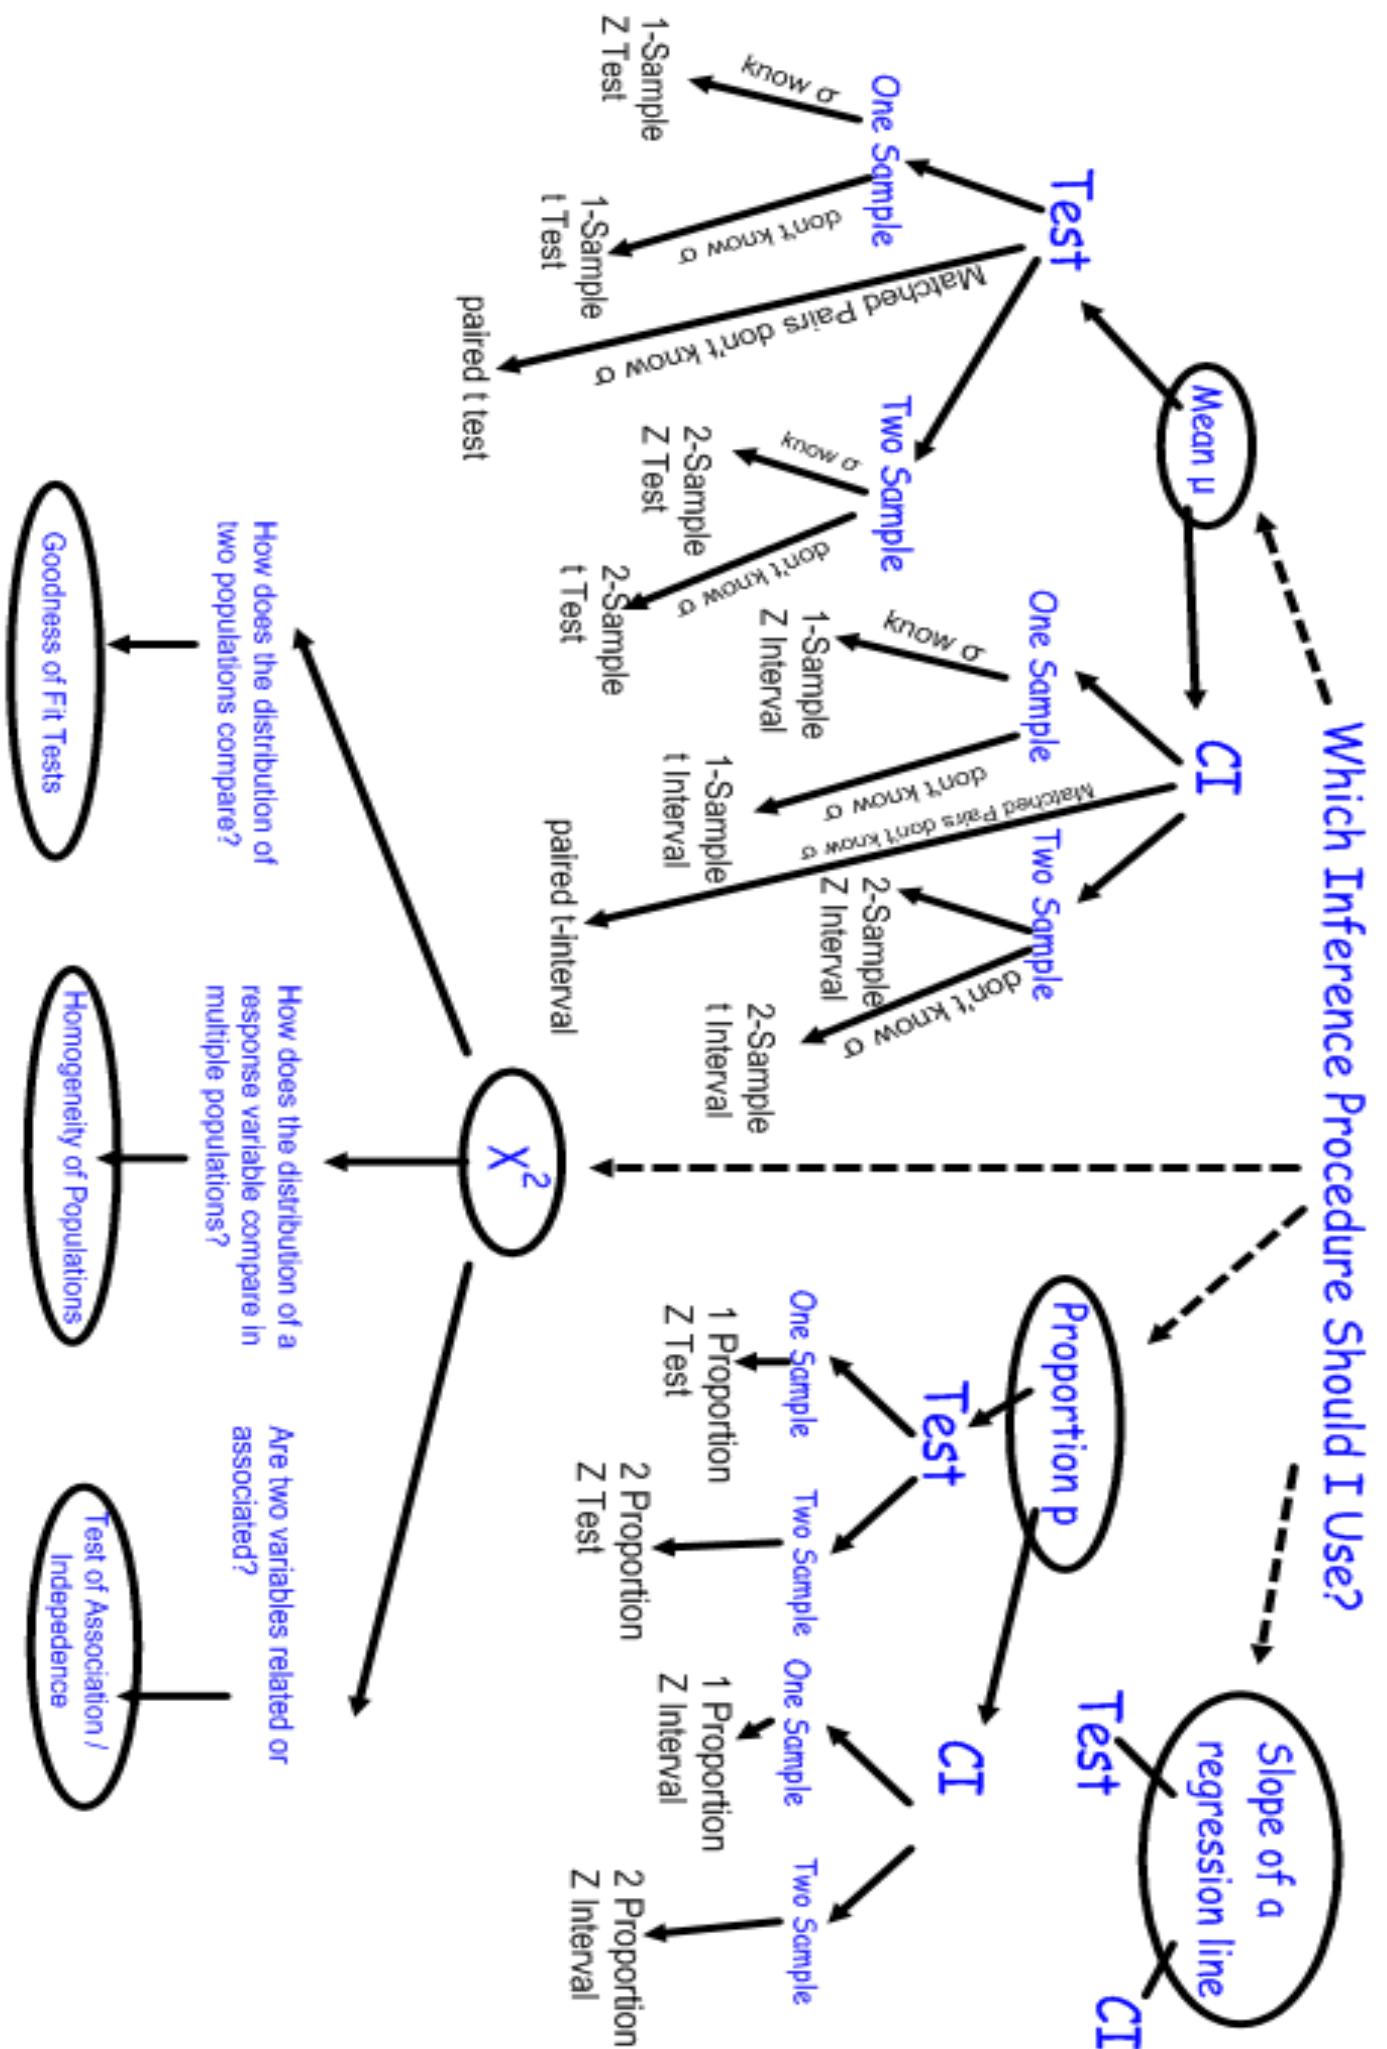 Which Inference Procedure Should I Use?
Mean μ
Test
One Sample
know σ
1-Sample
Z Test
don't know σ
1-Sample
t Test
Matched Pairs don't know σ
paired t test
Two Sample
know σ
2-Sample
Z Test
don't know σ
2-Sample
t Test
CI
One Sample
know σ
1-Sample
Z Interval
don't know σ
1-Sample
t Interval
Matched Pairs don't know σ
paired t-interval
Two Sample
2-Sample
Z Interval
don't know σ
2-Sample
t Interval
Proportion p
Test
One Sample
1 Proportion
Z Test
Two Sample
2 Proportion
Z Test
CI
One Sample
1 Proportion
Z Interval
Two Sample
2 Proportion
Z Interval
Slope of a
regression line
Test
CI
X²
How does the distribution of
two populations compare?
Goodness of Fit Tests
How does the distribution of a
response variable compare in
multiple populations?
Homogeneity of Populations
Are two variables related or
associated?
Test of Association /
Indepedence